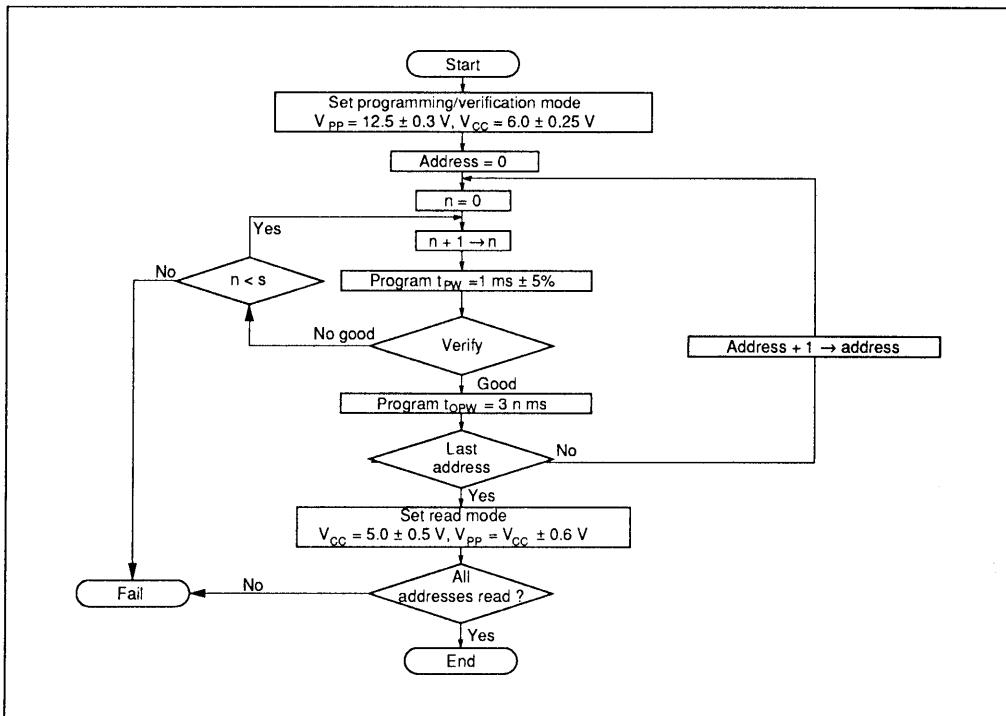 Start
Set programming/verification mode
V PP = 12.5 ± 0.3 V, V CC = 6.0 ± 0.25 V
Address = 0
n = 0
Yes
n + 1 → n
No
n < s
Program t PW = 1 ms ± 5%
No good
Verify
Address + 1 → address
Good
Program t OPW = 3 n ms
Last
address
No
Yes
Set read mode
V CC = 5.0 ± 0.5 V, V PP = V CC ± 0.6 V
All
addresses read ?
No
Fail
Yes
End